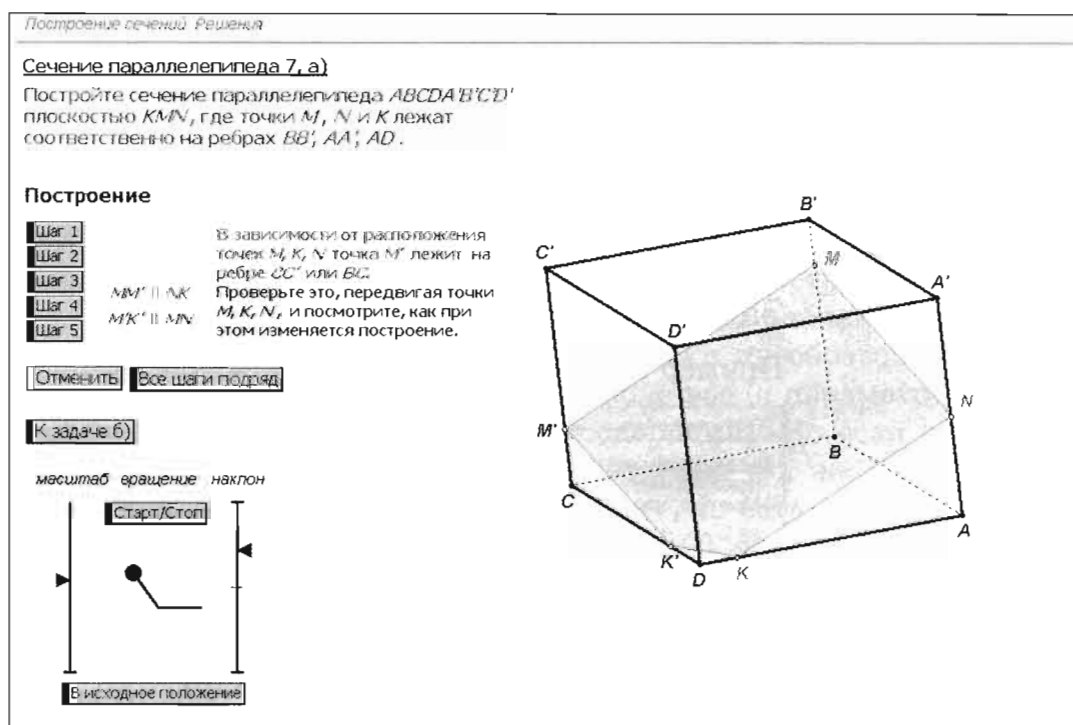 Построение сечений. Решения
Сечение параллелепипеда 7, а)
Постройте сечение параллелепипеда ABCDA'B'C'D'
плоскостью KMN, где точки M, N и K лежат
соответственно на ребрах BB', AA', AD.
Построение
Шаг 1
Шаг 2
Шаг 3
Шаг 4
Шаг 5
MM' || NK
M'K' || MN
В зависимости от расположения
точек M, K, N точка M' лежит на
ребре CC' или BC.
Проверьте это, передвигая точки
M, K, N, и посмотрите, как при
этом изменяется построение.
Отменить
Все шаги подряд
К задаче б)
масштаб вращение наклон
Старт/Стоп
В исходное положение
B'
C'
M
A'
D'
N
M'
B
C
A
K'
D
K